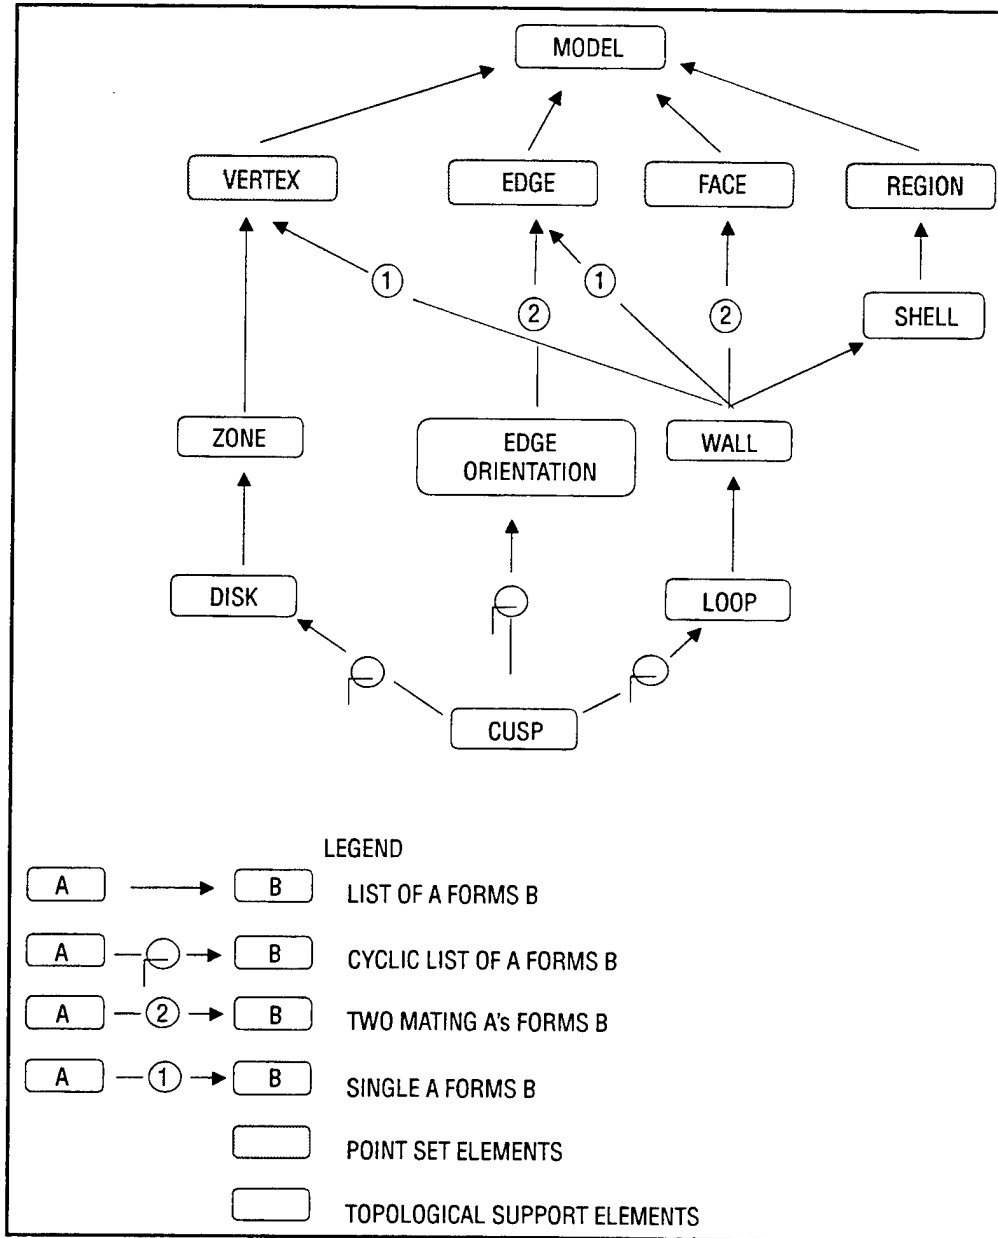 MODEL
VERTEX
EDGE
FACE
REGION
1
1
2
2
SHELL
ZONE
EDGE
ORIENTATION
WALL
DISK
LOOP
CUSP
LEGEND
A B LIST OF A FORMS B
A B CYCLIC LIST OF A FORMS B
A 2 B TWO MATING A's FORMS B
A 1 B SINGLE A FORMS B
POINT SET ELEMENTS
TOPOLOGICAL SUPPORT ELEMENTS